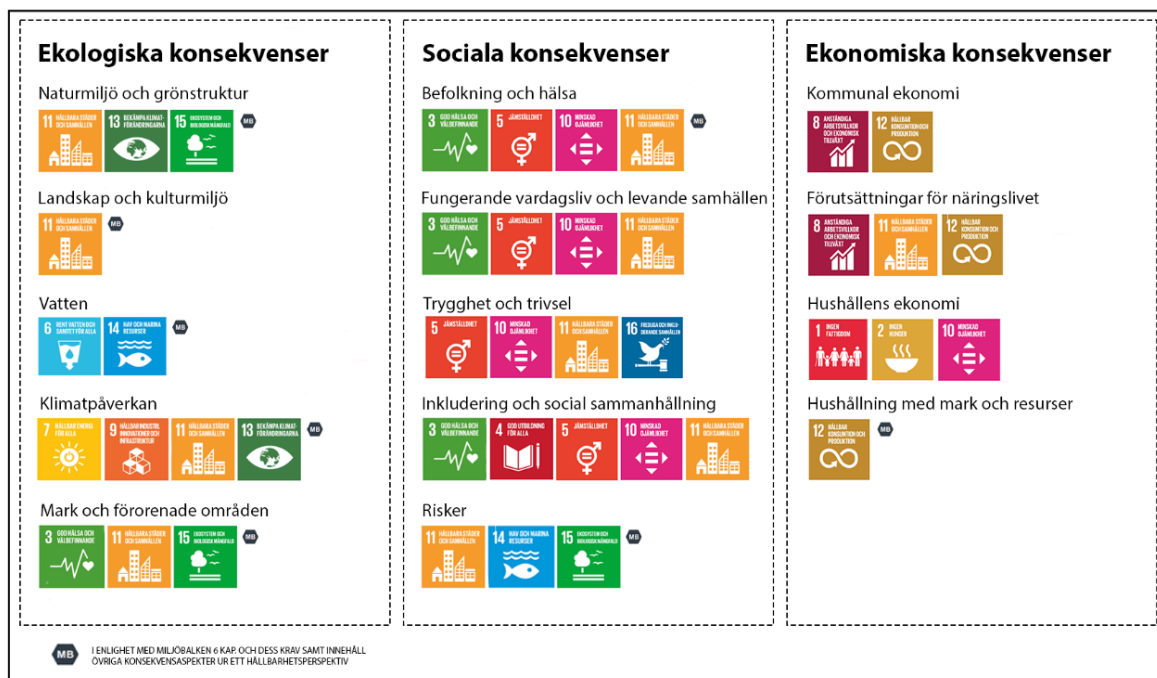 Ekologiska konsekvenser
Naturmiljö och grönstruktur
11 HÅLLBARA STÄDER
OCH SAMHÄLLEN
13 BEKÄMPA KLIMAT-
FÖRÄNDRINGARNA
15 EKOSYSTEM OCH
BIOLOGISK MÅNGFALD
MB
Landskap och kulturmiljö
11 HÅLLBARA STÄDER
OCH SAMHÄLLEN
MB
Vatten
6 RENT VATTEN OCH
SANITET FÖR ALLA
14 HAV OCH MARINA
RESURSER
MB
Klimatpåverkan
7 HÅLLBAR ENERGI
FÖR ALLA
9 HÅLLBAR INDUSTRI,
INNOVATIONER OCH
INFRASTRUKTUR
11 HÅLLBARA STÄDER
OCH SAMHÄLLEN
13 BEKÄMPA KLIMAT-
FÖRÄNDRINGARNA
MB
Mark och förorenade områden
3 GOD HÄLSA OCH
VÄLBEFINNANDE
11 HÅLLBARA STÄDER
OCH SAMHÄLLEN
15 EKOSYSTEM OCH
BIOLOGISK MÅNGFALD
MB
Sociala konsekvenser
Befolkning och hälsa
3 GOD HÄLSA OCH
VÄLBEFINNANDE
5 JÄMSTÄLLDHET
10 MINSKAD
OJÄMLIKHET
11 HÅLLBARA STÄDER
OCH SAMHÄLLEN
MB
Fungerande vardagsliv och levande samhällen
3 GOD HÄLSA OCH
VÄLBEFINNANDE
5 JÄMSTÄLLDHET
10 MINSKAD
OJÄMLIKHET
11 HÅLLBARA STÄDER
OCH SAMHÄLLEN
Trygghet och trivsel
5 JÄMSTÄLLDHET
10 MINSKAD
OJÄMLIKHET
11 HÅLLBARA STÄDER
OCH SAMHÄLLEN
16 FREDLIGA OCH INKLU-
DERANDE SAMHÄLLEN
Inkludering och social sammanhållning
3 GOD HÄLSA OCH
VÄLBEFINNANDE
4 GOD UTBILDNING
FÖR ALLA
5 JÄMSTÄLLDHET
10 MINSKAD
OJÄMLIKHET
11 HÅLLBARA STÄDER
OCH SAMHÄLLEN
Risker
11 HÅLLBARA STÄDER
OCH SAMHÄLLEN
14 HAV OCH MARINA
RESURSER
15 EKOSYSTEM OCH
BIOLOGISK MÅNGFALD
MB
Ekonomiska konsekvenser
Kommunal ekonomi
8 ANSTÄNDIGA
ARBETSVILLKOR
OCH EKONOMISK
TILLVÄXT
12 HÅLLBAR
KONSUMTION OCH
PRODUKTION
Förutsättningar för näringslivet
8 ANSTÄNDIGA
ARBETSVILLKOR
OCH EKONOMISK
TILLVÄXT
11 HÅLLBARA STÄDER
OCH SAMHÄLLEN
12 HÅLLBAR
KONSUMTION OCH
PRODUKTION
Hushållens ekonomi
1 INGEN
FATTIGDOM
2 INGEN
HUNGER
10 MINSKAD
OJÄMLIKHET
Hushållning med mark och resurser
12 HÅLLBAR
KONSUMTION OCH
PRODUKTION
MB
MB
I ENLIGHET MED MILJÖBALKEN 6 KAP. OCH DESS KRAV SAMT INNEHÅLL
ÖVRIGA KONSEKVENSASPEKTER UR ETT HÅLLBARHETSPERSPEKTIV